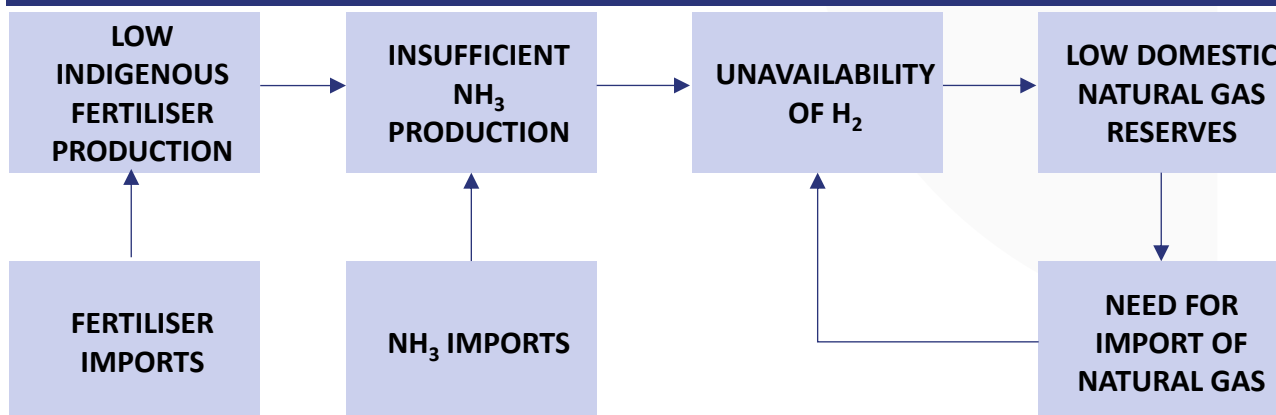 LOW
INDIGENOUS
FERTILISER
PRODUCTION
INSUFFICIENT
NH₃
PRODUCTION
UNAVAILABILITY
OF H₂
LOW DOMESTIC
NATURAL GAS
RESERVES
FERTILISER
IMPORTS
NH₃ IMPORTS
NEED FOR
IMPORT OF
NATURAL GAS